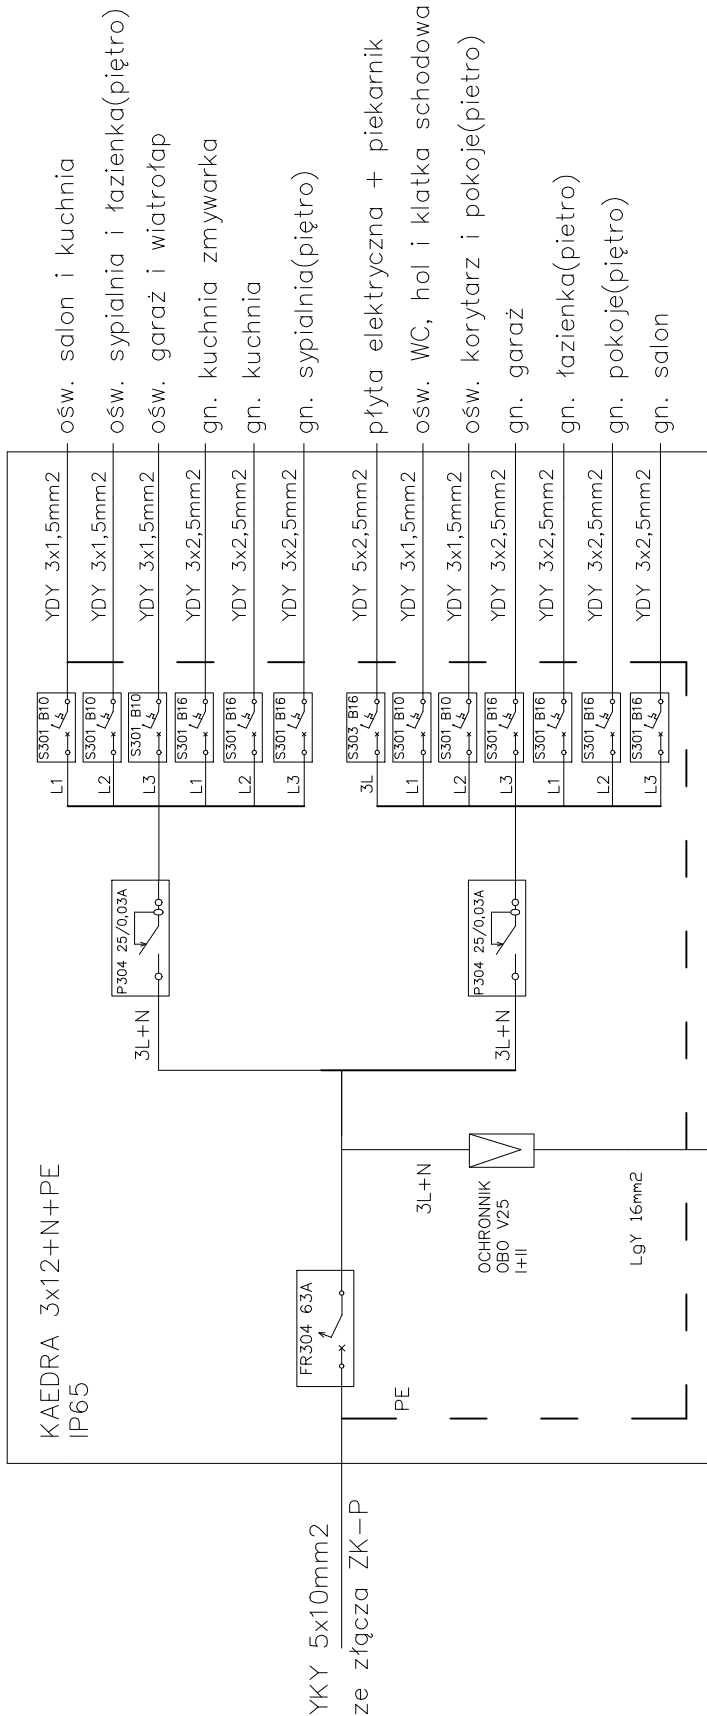 KAEDRA 3x12+N+PE
IP65
YKY 5x10mm2
ze złącza ZK-P
FR304 63A
PE
3L+N
OCHRONNIK
OBO V25
I+II
LgY 16mm2
3L+N
P304 25/0,03A
3L+N
P304 25/0,03A
L1
S301 B10
YDY 3x1,5mm2
ośw. salon i kuchnia
L2
S301 B10
YDY 3x1,5mm2
ośw. sypialnia i łazienka(piętro)
L3
S301 B10
YDY 3x1,5mm2
ośw. garaż i wiatrołap
L1
S301 B16
YDY 3x2,5mm2
gn. kuchnia zmywarka
L2
S301 B16
YDY 3x2,5mm2
gn. kuchnia
L3
S301 B16
YDY 3x2,5mm2
gn. sypialnia(piętro)
3L
S303 B16
YDY 5x2,5mm2
płyta elektryczna + piekarnik
L1
S301 B10
YDY 3x1,5mm2
ośw. WC, hol i klatka schodowa
L2
S301 B10
YDY 3x1,5mm2
ośw. korytarz i pokoje(pietro)
L3
S301 B16
YDY 3x2,5mm2
gn. garaż
L1
S301 B16
YDY 3x2,5mm2
gn. łazienka(pietro)
L2
S301 B16
YDY 3x2,5mm2
gn. pokoje(piętro)
L3
S301 B16
YDY 3x2,5mm2
gn. salon